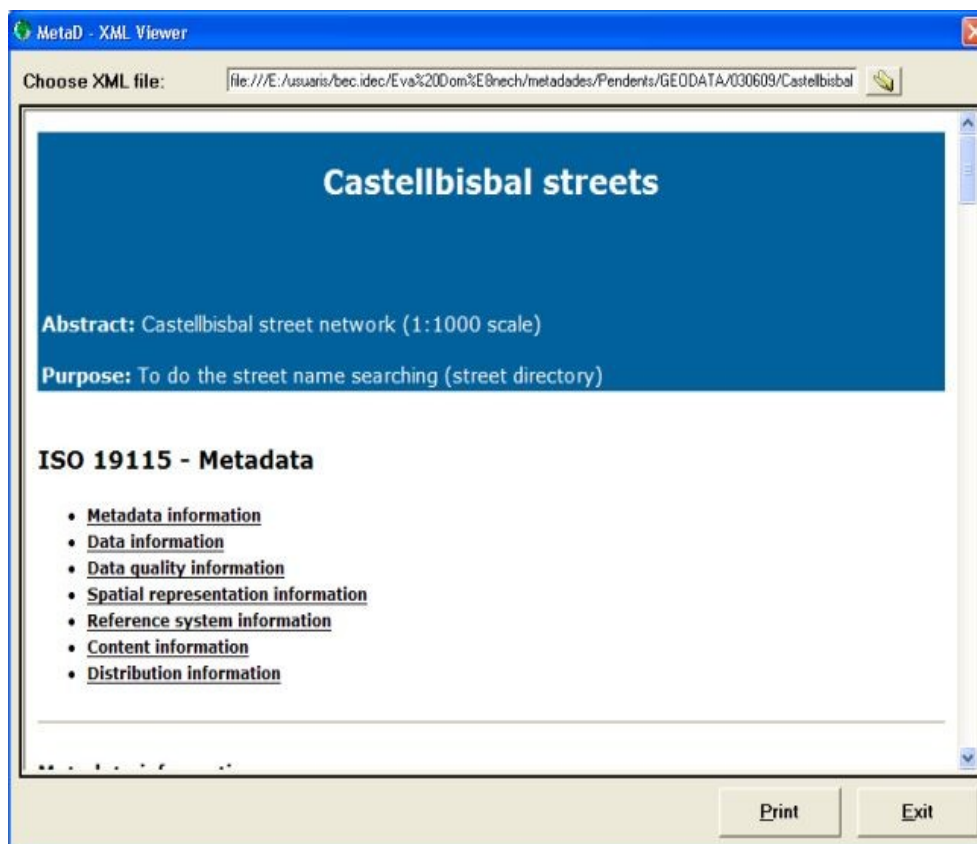 MetaD - XML Viewer
Choose XML file: file:///E:/usuaris/bec.idec/Eva%20Dom%E8nech/metadades/Pendents/GEODATA/030609/Castellbisbal
Castellbisbal streets
Abstract: Castellbisbal street network (1:1000 scale)
Purpose: To do the street name searching (street directory)
ISO 19115 - Metadata
• Metadata information
• Data information
• Data quality information
• Spatial representation information
• Reference system information
• Content information
• Distribution information
Print Exit